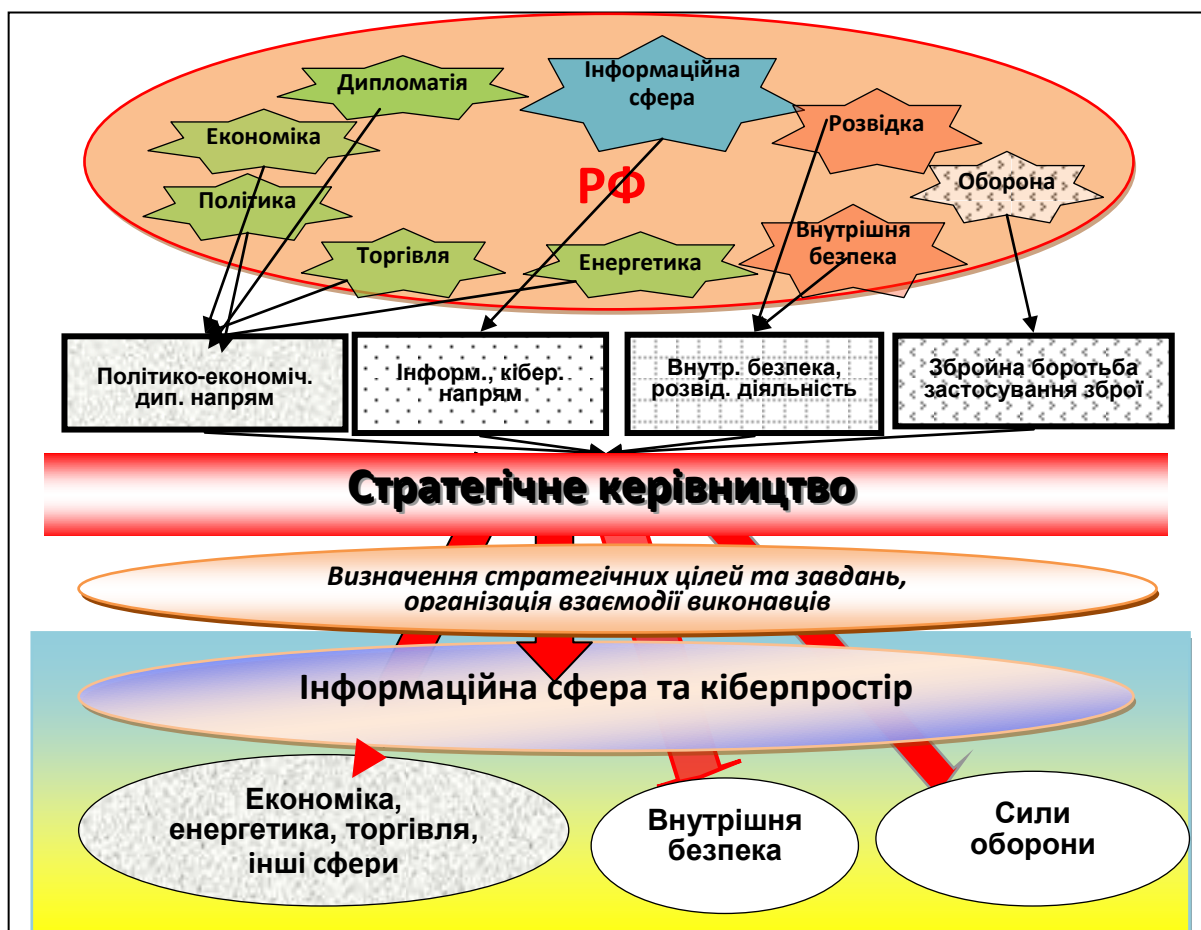 Дипломатія
Інформаційна
сфера
Економіка
Розвідка
Політика
РФ
Оборона
Торгівля
Енергетика
Внутрішня
безпека
Політико-економіч.
дип. напрям
Інформ., кібер.
напрям
Внутр. безпека,
розвід. діяльність
Збройна боротьба
застосування зброї
Стратегічне керівництво
Визначення стратегічних цілей та завдань,
організація взаємодії виконавців
Інформаційна сфера та кіберпростір
Економіка,
енергетика, торгівля,
інші сфери
Внутрішня
безпека
Сили
оборони